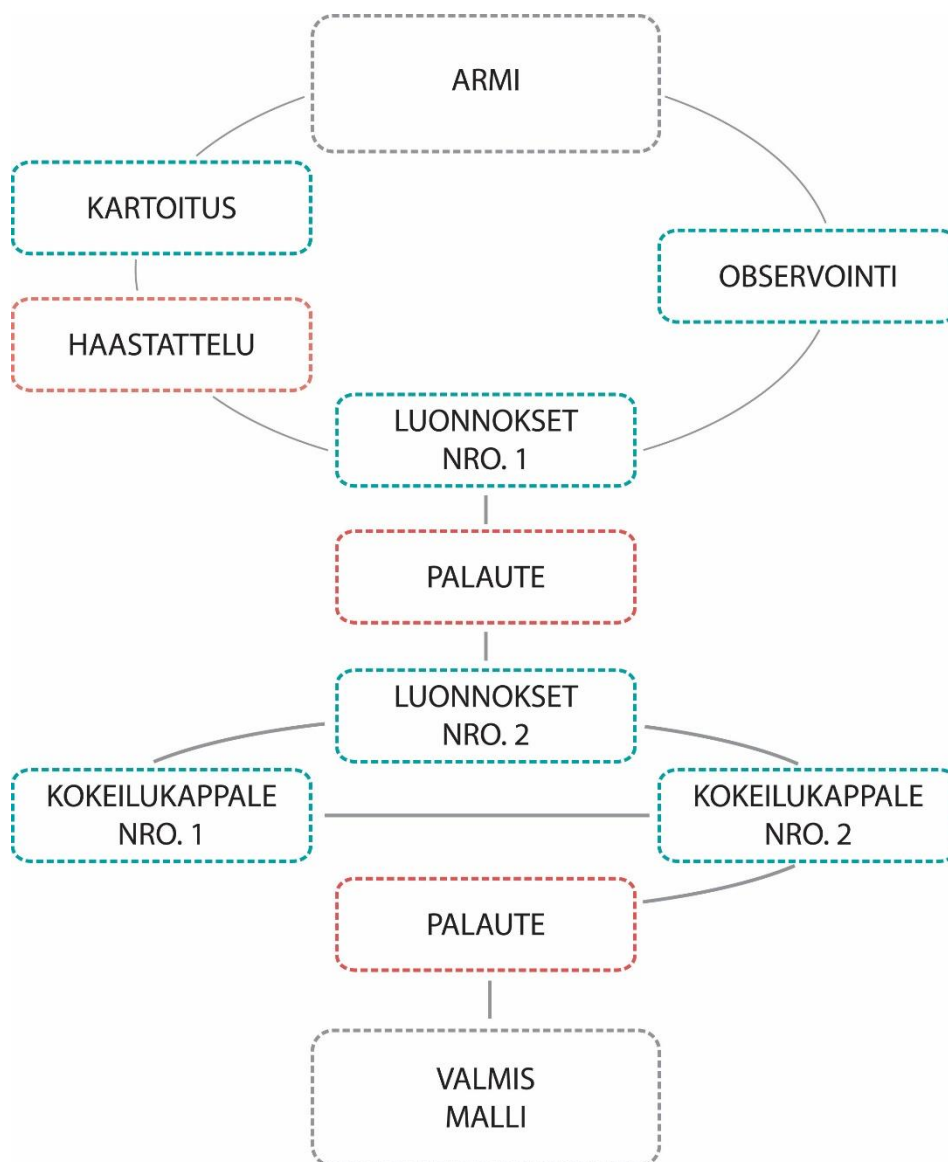 ARMI
KARTOITUS
OBSERVOINTI
HAASTATTELU
LUONNOKSET
NRO. 1
PALAUTE
LUONNOKSET
NRO. 2
KOKEILUKAPPALE
NRO. 1
KOKEILUKAPPALE
NRO. 2
PALAUTE
VALMIS
MALLI